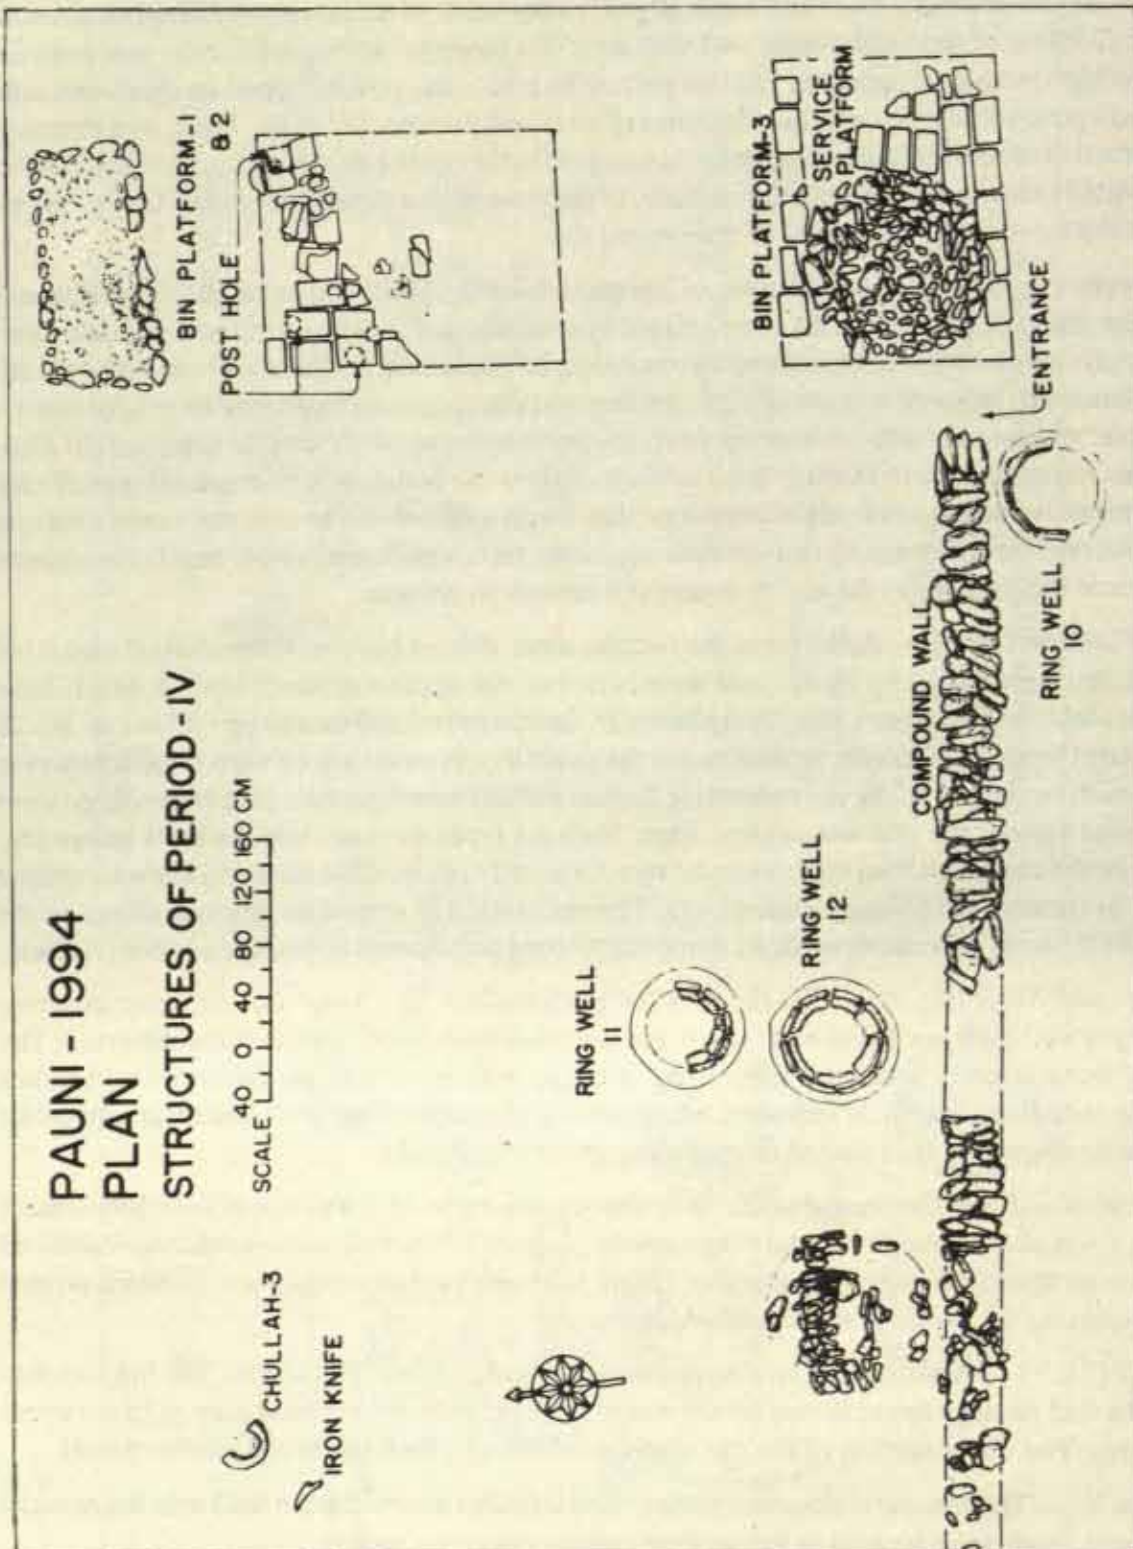 PAUNI - 1994
PLAN
STRUCTURES OF PERIOD - IV
SCALE 40 0 40 80 120 160 CM
CHULLAH-3
IRON KNIFE
BIN PLATFORM-1
& 2
POST HOLE
RING WELL
11
RING WELL
12
BIN PLATFORM-3
SERVICE
PLATFORM
COMPOUND WALL
ENTRANCE
RING WELL
10